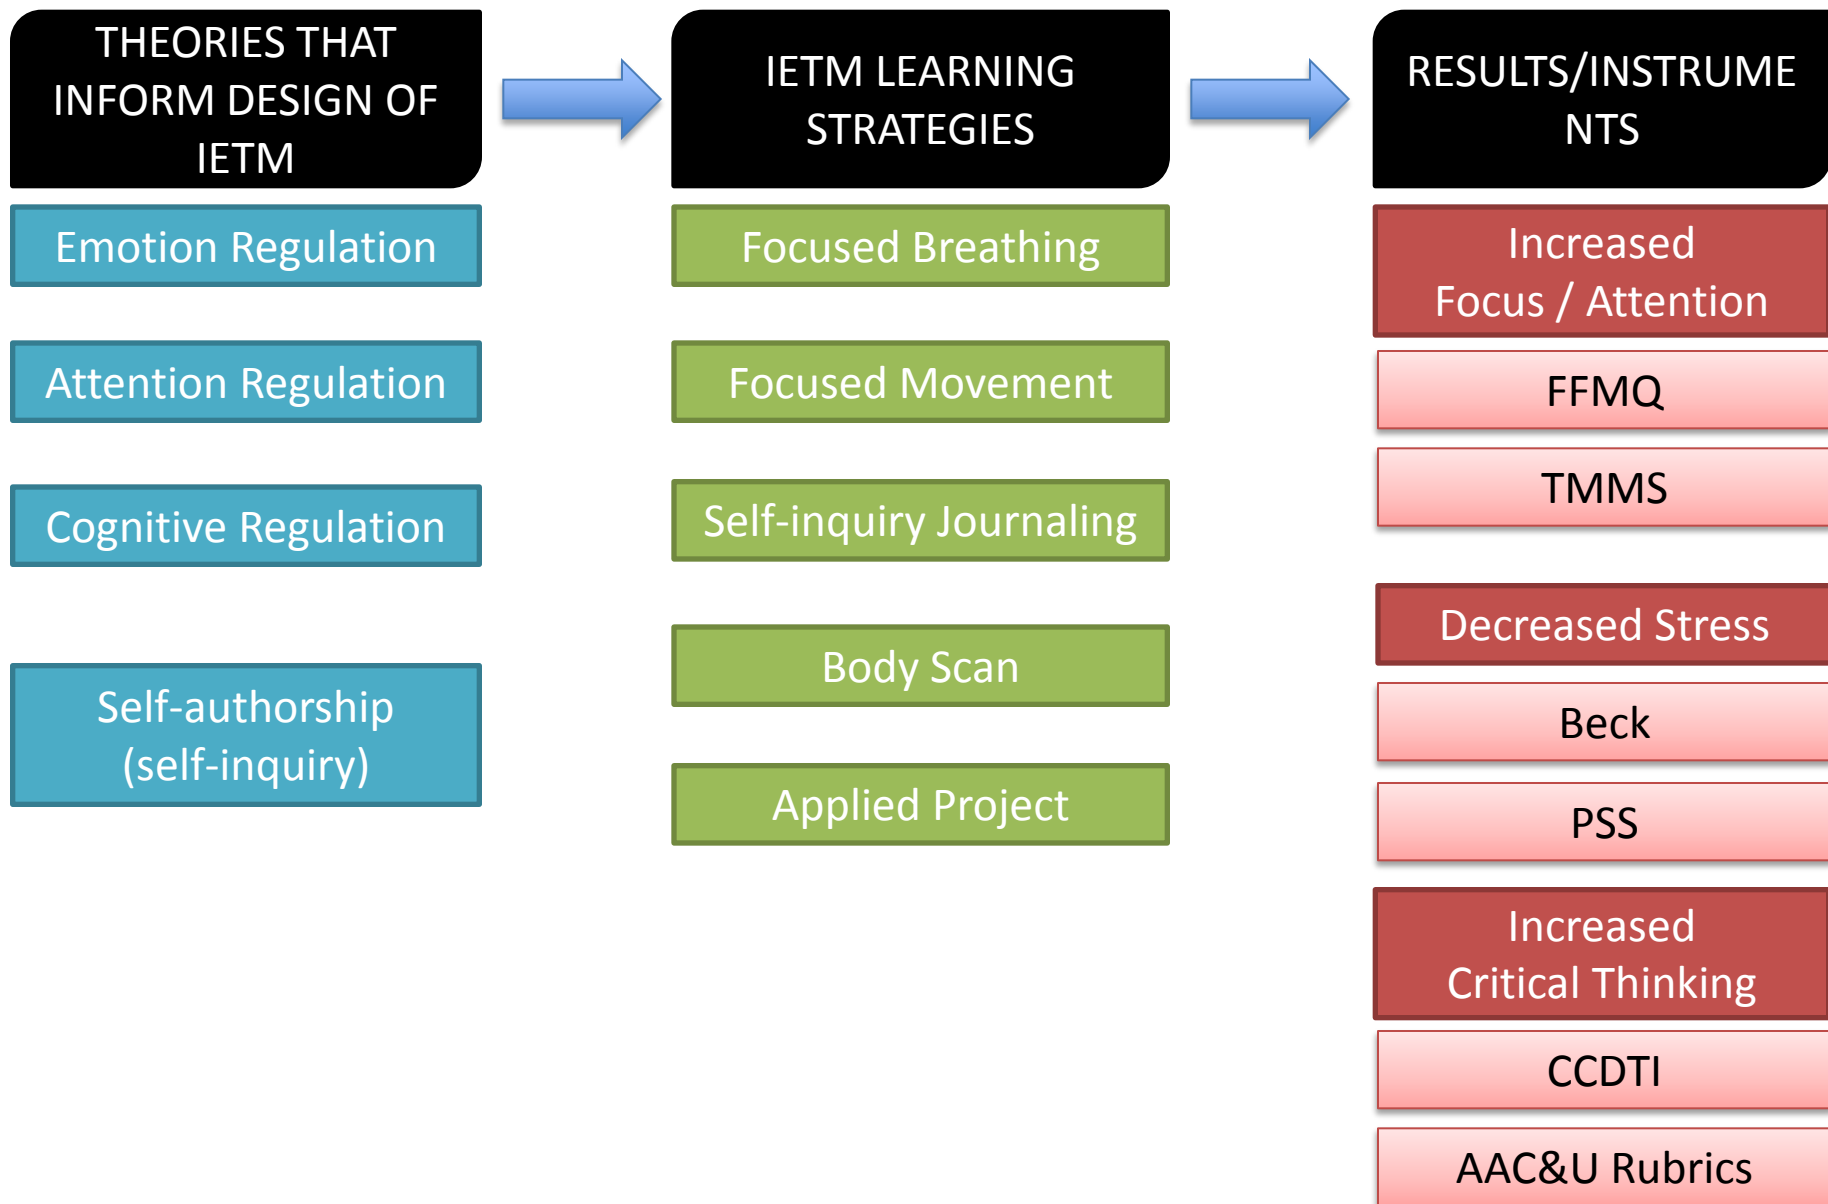 THEORIES THAT
INFORM DESIGN OF
IETM
Emotion Regulation
Attention Regulation
Cognitive Regulation
Self-authorship
(self-inquiry)
IETM LEARNING
STRATEGIES
Focused Breathing
Focused Movement
Self-inquiry Journaling
Body Scan
Applied Project
RESULTS/INSTRUME
NTS
Increased
Focus / Attention
FFMQ
TMMS
Decreased Stress
Beck
PSS
Increased
Critical Thinking
CCDTI
AAC&U Rubrics